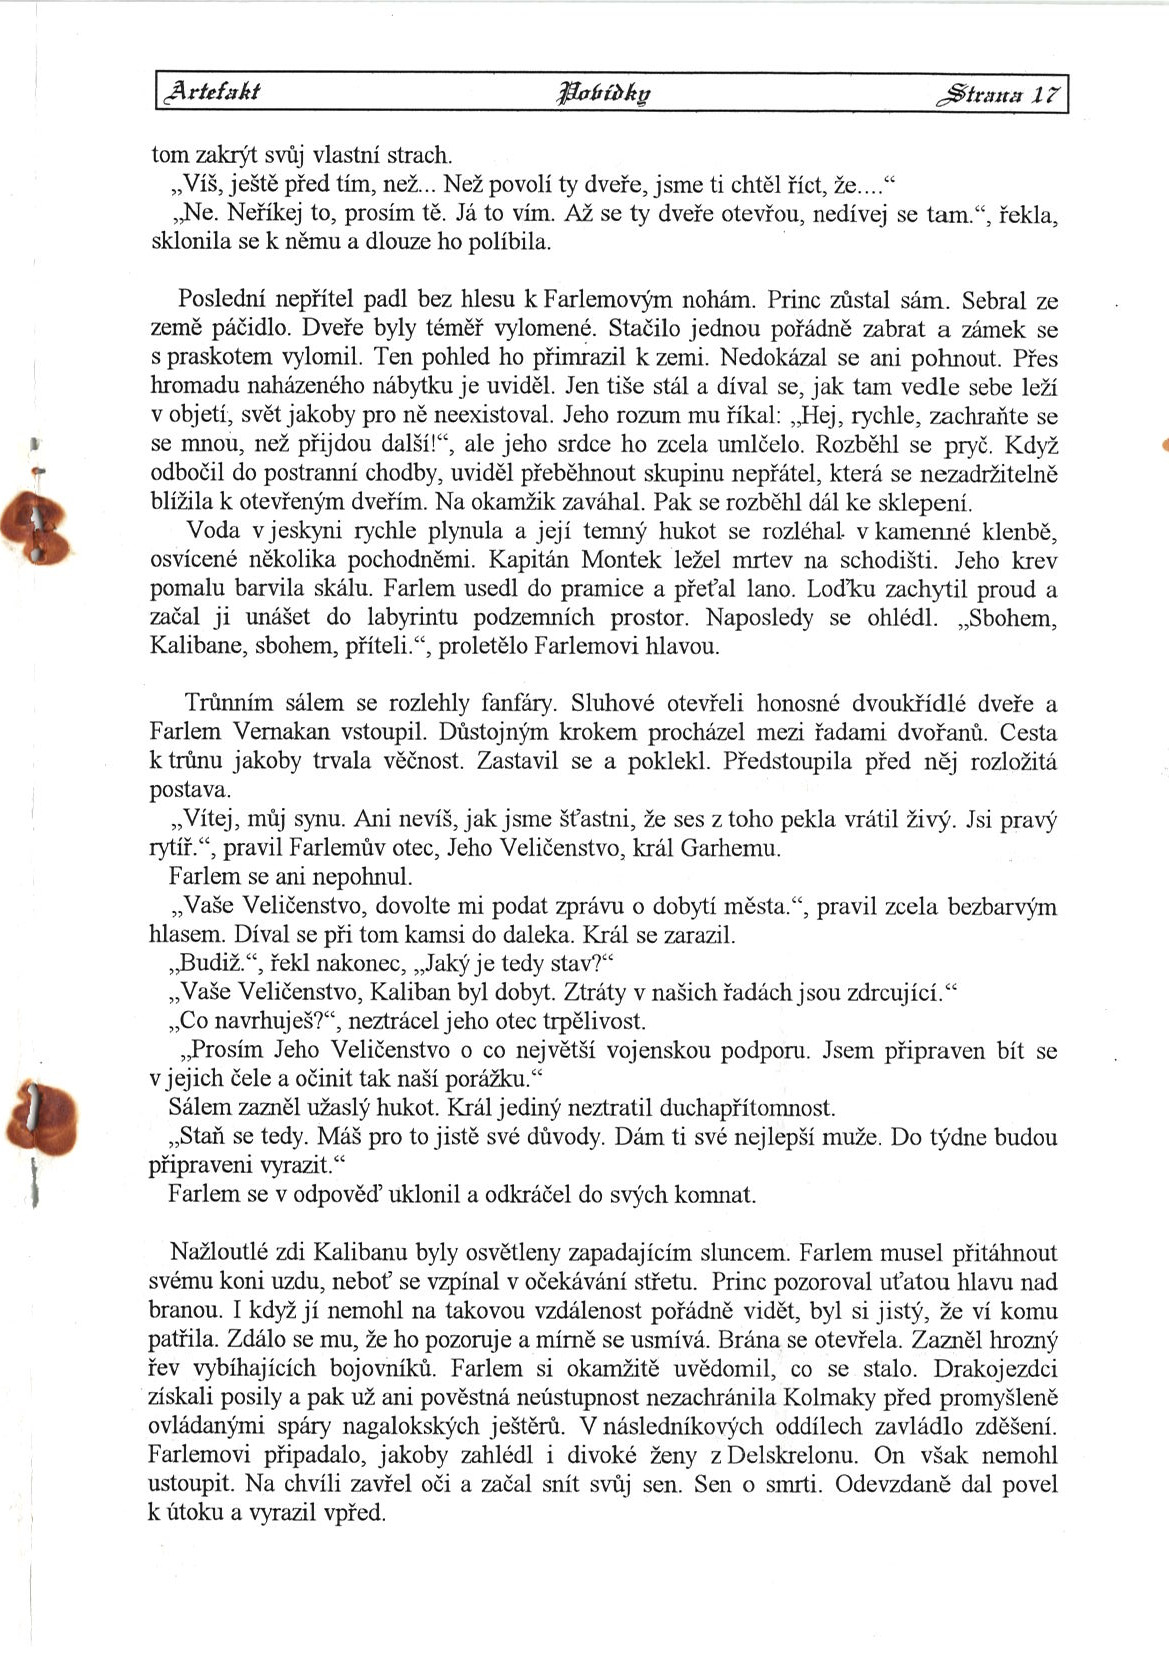 Artefakt Povídky Strana 17
tom zakrýt svůj vlastní strach.
„Víš, ještě před tím, než... Než povolí ty dveře, jsme ti chtěl říct, že....“
„Ne. Neříkej to, prosím tě. Já to vím. Až se ty dveře otevřou, nedívej se tam.“, řekla,
sklonila se k němu a dlouze ho políbila.
Poslední nepřítel padl bez hlesu k Farlemovým nohám. Princ zůstal sám. Sebral ze
země páčidlo. Dveře byly téměř vylomené. Stačilo jednou pořádně zabrat a zámek se
s praskotem vylomil. Ten pohled ho přimrazil k zemi. Nedokázal se ani pohnout. Přes
hromadu naházeného nábytku je uviděl. Jen tiše stál a díval se, jak tam vedle sebe leží
v objetí, svět jakoby pro ně neexistoval. Jeho rozum mu říkal: „Hej, rychle, zachraňte se
se mnou, než přijdou další!“, ale jeho srdce ho zcela umlčelo. Rozběhl se pryč. Když
odbočil do postranní chodby, uviděl přeběhnout skupinu nepřátel, která se nezadržitelně
blížila k otevřeným dveřím. Na okamžik zaváhal. Pak se rozběhl dál ke sklepení.
Voda v jeskyni rychle plynula a její temný hukot se rozléhal v kamenné klenbě,
osvícené několika pochodněmi. Kapitán Montek ležel mrtev na schodišti. Jeho krev
pomalu barvila skálu. Farlem usedl do pramice a přeťal lano. Loďku zachytil proud a
začal ji unášet do labyrintu podzemních prostor. Naposledy se ohlédl. „Sbohem,
Kalibane, sbohem, příteli.“, proletělo Farlemovi hlavou.
Trůnním sálem se rozlehly fanfáry. Sluhové otevřeli honosné dvoukřídlé dveře a
Farlem Vernakan vstoupil. Důstojným krokem procházel mezi řadami dvořanů. Cesta
k trůnu jakoby trvala věčnost. Zastavil se a poklekl. Předstoupila před něj rozložitá
postava.
„Vítej, můj synu. Ani nevíš, jak jsme šťastni, že ses z toho pekla vrátil živý. Jsi pravý
rytíř.“, pravil Farlemův otec, Jeho Veličenstvo, král Garhemu.
Farlem se ani nepohnul.
„Vaše Veličenstvo, dovolte mi podat zprávu o dobytí města.“, pravil zcela bezbarvým
hlasem. Díval se při tom kamsi do daleka. Král se zarazil.
„Budiž.“, řekl nakonec, „Jaký je tedy stav?“
„Vaše Veličenstvo, Kaliban byl dobyt. Ztráty v našich řadách jsou zdrcující.“
„Co navrhuješ?“, neztrácel jeho otec trpělivost.
„Prosím Jeho Veličenstvo o co největší vojenskou podporu. Jsem připraven bít se
v jejich čele a očinit tak naší porážku.“
Sálem zazněl užaslý hukot. Král jediný neztratil duchapřítomnost.
„Staň se tedy. Máš pro to jistě své důvody. Dám ti své nejlepší muže. Do týdne budou
připraveni vyrazit.“
Farlem se v odpověď uklonil a odkráčel do svých komnat.
Nažloutlé zdi Kalibanu byly osvětleny zapadajícím sluncem. Farlem musel přitáhnout
svému koni uzdu, neboť se vzpínal v očekávání střetu. Princ pozoroval uťatou hlavu nad
branou. I když jí nemohl na takovou vzdálenost pořádně vidět, byl si jistý, že ví komu
patřila. Zdálo se mu, že ho pozoruje a mírně se usmívá. Brána se otevřela. Zazněl hrozný
řev vybíhajících bojovníků. Farlem si okamžitě uvědomil, co se stalo. Drakojezdci
získali posily a pak už ani pověstná neústupnost nezachránila Kolmaky před promyšleně
ovládanými spáry nagalokských ještěrů. V následníkových oddílech zavládlo zděšení.
Farlemovi připadalo, jakoby zahlédl i divoké ženy z Delskrelonu. On však nemohl
ustoupit. Na chvíli zavřel oči a začal snít svůj sen. Sen o smrti. Odevzdaně dal povel
k útoku a vyrazil vpřed.